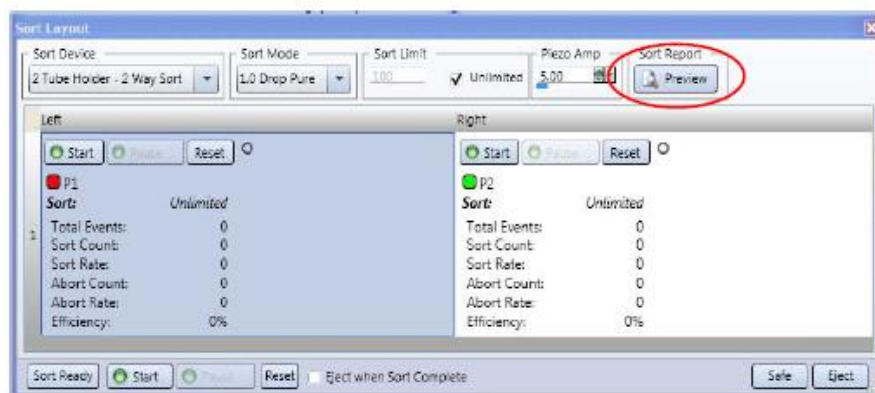 Sort Layout
Sort Device Sort Mode Sort Limit Piezo Amp Sort Report
2 Tube Holder - 2 Way Sort 1.0 Drop Pure 100 Unlimited 5.00 Preview
Left Right
Start Pause Reset Start Pause Reset
P1 P2
Sort: Unlimited Sort: Unlimited
1
Total Events: 0 Total Events: 0
Sort Count: 0 Sort Count: 0
Sort Rate: 0 Sort Rate: 0
Abort Count: 0 Abort Count: 0
Abort Rate: 0 Abort Rate: 0
Efficiency: 0% Efficiency: 0%
Sort Ready Start Pause Reset Eject when Sort Complete Safe Eject